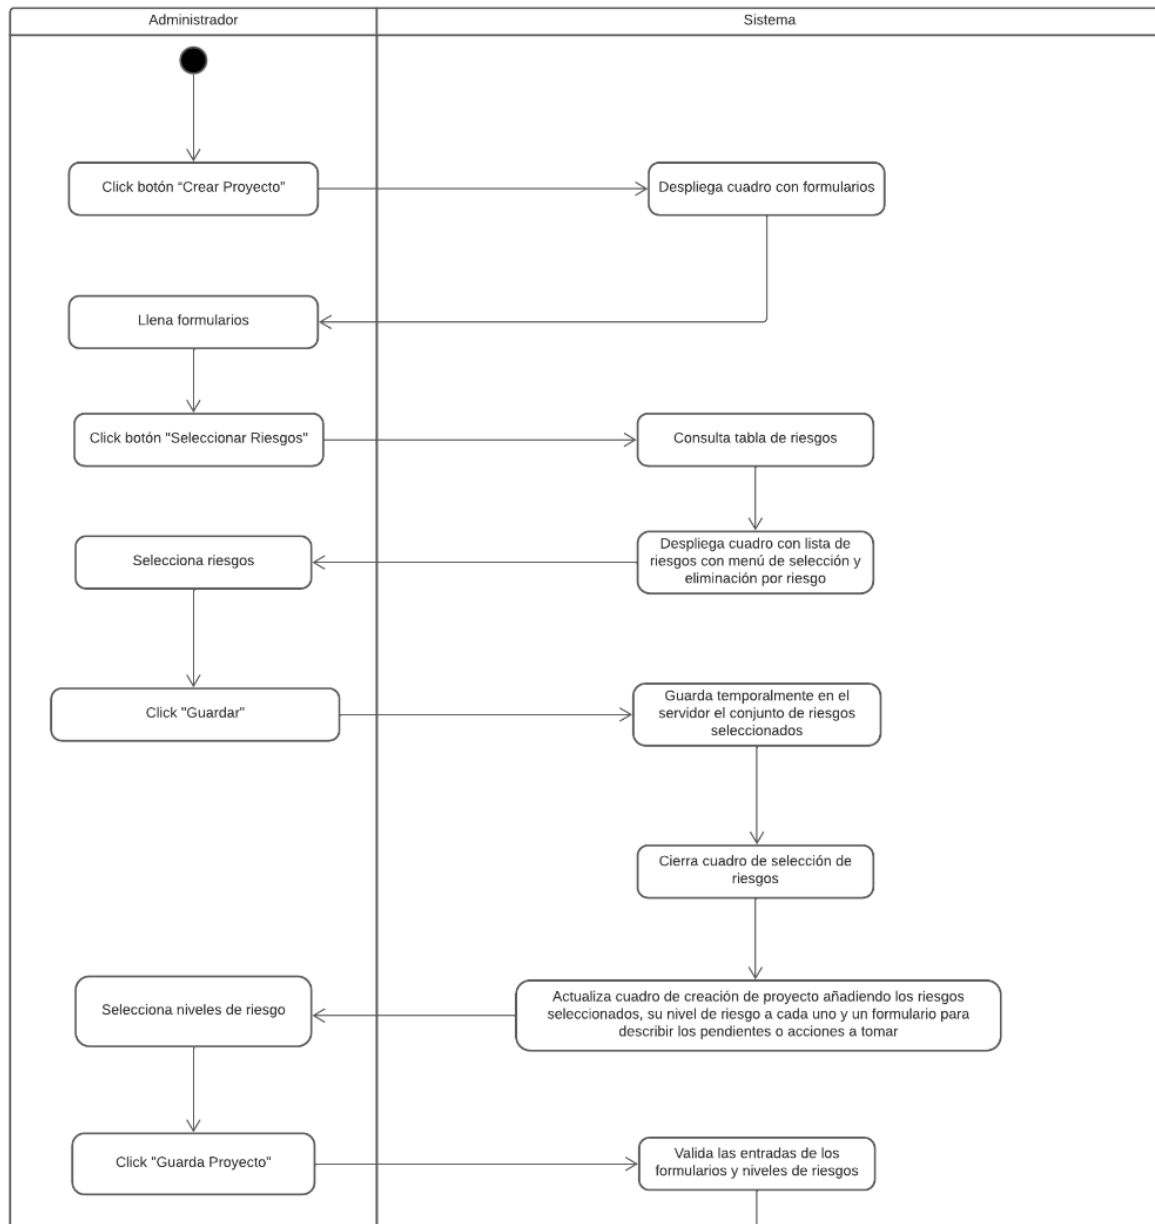 Administrador
Sistema
Click botón “Crear Proyecto”
Despliega cuadro con formularios
Llena formularios
Click botón "Seleccionar Riesgos"
Consulta tabla de riesgos
Despliega cuadro con lista de
riesgos con menú de selección y
eliminación por riesgo
Selecciona riesgos
Click "Guardar"
Guarda temporalmente en el
servidor el conjunto de riesgos
seleccionados
Cierra cuadro de selección de
riesgos
Actualiza cuadro de creación de proyecto añadiendo los riesgos
seleccionados, su nivel de riesgo a cada uno y un formulario para
describir los pendientes o acciones a tomar
Selecciona niveles de riesgo
Click "Guarda Proyecto"
Valida las entradas de los
formularios y niveles de riesgos